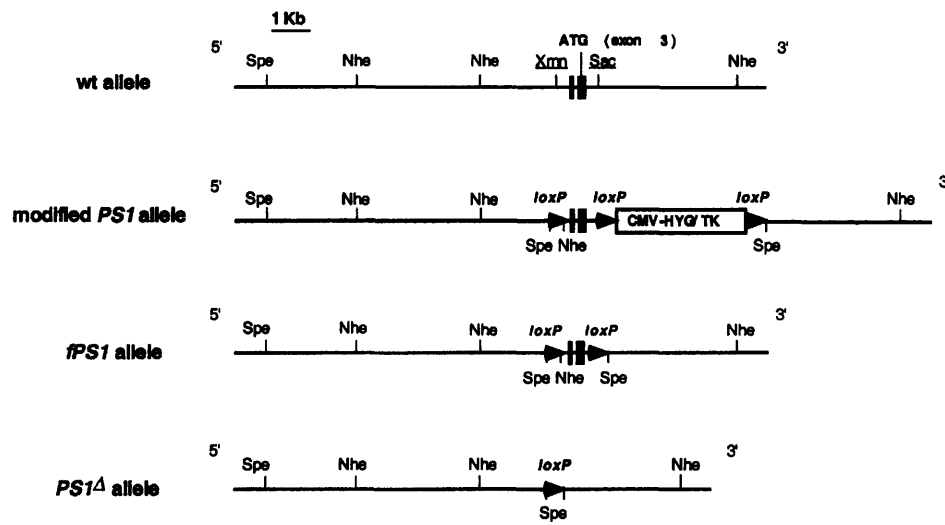 1 Kb
ATG (exon 3)
5' 3'
Spe Nhe Nhe Xmn Sac Nhe
wt allele
5' 3'
Spe Nhe Nhe loxP loxP loxP Nhe
modified PS1 allele CMV-HYG/TK
Spe Nhe Spe
5' 3'
Spe Nhe Nhe loxP loxP Nhe
fPS1 allele
Spe Nhe Spe
5' 3'
Spe Nhe Nhe loxP Nhe
PS1Δ allele
Spe